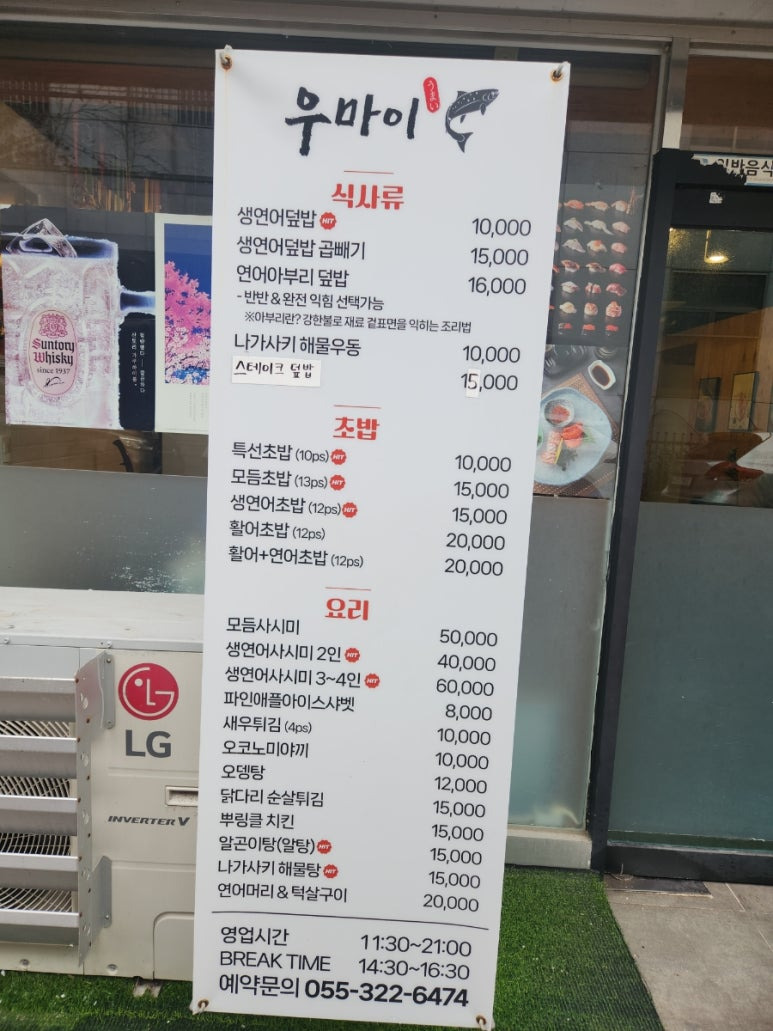 우마이
うまい
식사류
생연어덮밥 HIT 10,000
생연어덮밥 곱빼기 15,000
연어아부리 덮밥 16,000
- 반반 & 완전 익힘 선택가능
※아부리란? 강한불로 재료 겉표면을 익히는 조리법
나가사키 해물우동 10,000
스테이크 덮밥 15,000
초밥
특선초밥 (10ps) HIT 10,000
모듬초밥 (13ps) HIT 15,000
생연어초밥 (12ps) HIT 15,000
활어초밥 (12ps) 20,000
활어+연어초밥 (12ps) 20,000
요리
모듬사시미 50,000
생연어사시미 2인 HIT 40,000
생연어사시미 3~4인 HIT 60,000
파인애플아이스샤벳 8,000
새우튀김 (4ps) 10,000
오코노미야끼 10,000
오뎅탕 12,000
닭다리 순살튀김 15,000
뿌링클 치킨 15,000
알곤이탕(알탕) HIT 15,000
나가사키 해물탕 HIT 15,000
연어머리 & 턱살구이 20,000
영업시간 11:30~21:00
BREAK TIME 14:30~16:30
예약문의 055-322-6474
Suntory
Whisky
since 1937
LG
INVERTER V
일반음식